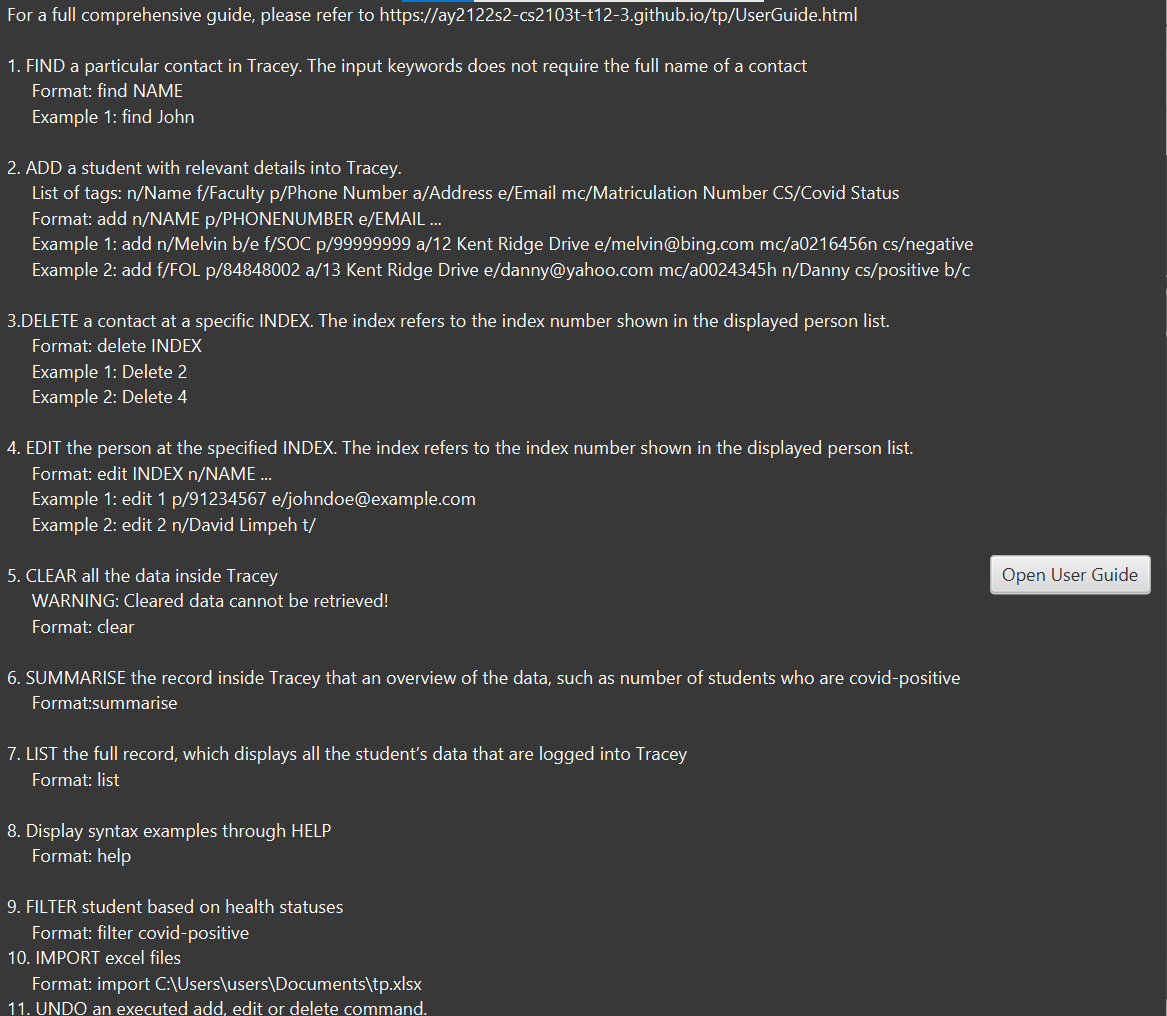 For a full comprehensive guide, please refer to https://ay2122s2-cs2103t-t12-3.github.io/tp/UserGuide.html
1. FIND a particular contact in Tracey. The input keywords does not require the full name of a contact
Format: find NAME
Example 1: find John
2. ADD a student with relevant details into Tracey.
List of tags: n/Name f/Faculty p/Phone Number a/Address e/Email mc/Matriculation Number CS/Covid Status
Format: add n/NAME p/PHONENUMBER e/EMAIL ...
Example 1: add n/Melvin b/e f/SOC p/99999999 a/12 Kent Ridge Drive e/melvin@bing.com mc/a0216456n cs/negative
Example 2: add f/FOL p/84848002 a/13 Kent Ridge Drive e/danny@yahoo.com mc/a0024345h n/Danny cs/positive b/c
3.DELETE a contact at a specific INDEX. The index refers to the index number shown in the displayed person list.
Format: delete INDEX
Example 1: Delete 2
Example 2: Delete 4
4. EDIT the person at the specified INDEX. The index refers to the index number shown in the displayed person list.
Format: edit INDEX n/NAME ...
Example 1: edit 1 p/91234567 e/johndoe@example.com
Example 2: edit 2 n/David Limpeh t/
5. CLEAR all the data inside Tracey
Open User Guide
WARNING: Cleared data cannot be retrieved!
Format: clear
6. SUMMARISE the record inside Tracey that an overview of the data, such as number of students who are covid-positive
Format:summarise
7. LIST the full record, which displays all the student’s data that are logged into Tracey
Format: list
8. Display syntax examples through HELP
Format: help
9. FILTER student based on health statuses
Format: filter covid-positive
10. IMPORT excel files
Format: import C:\Users\users\Documents\tp.xlsx
11. UNDO an executed add, edit or delete command.